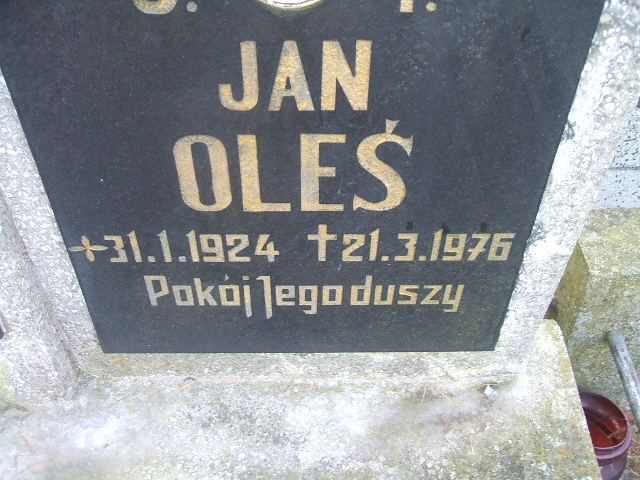 Ś. P.
JAN
OLEŚ
31.1.1924 †21.3.1976
Pokój Jego duszy